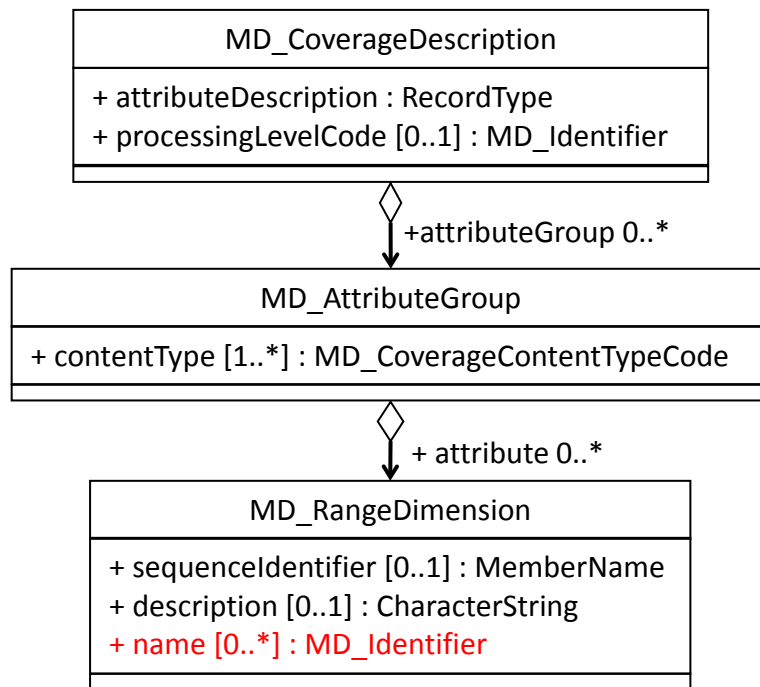 MD_CoverageDescription
+ attributeDescription : RecordType
+ processingLevelCode [0..1] : MD_Identifier
+attributeGroup 0..*
MD_AttributeGroup
+ contentType [1..*] : MD_CoverageContentTypeCode
+ attribute 0..*
MD_RangeDimension
+ sequenceIdentifier [0..1] : MemberName
+ description [0..1] : CharacterString
+ name [0..*] : MD_Identifier